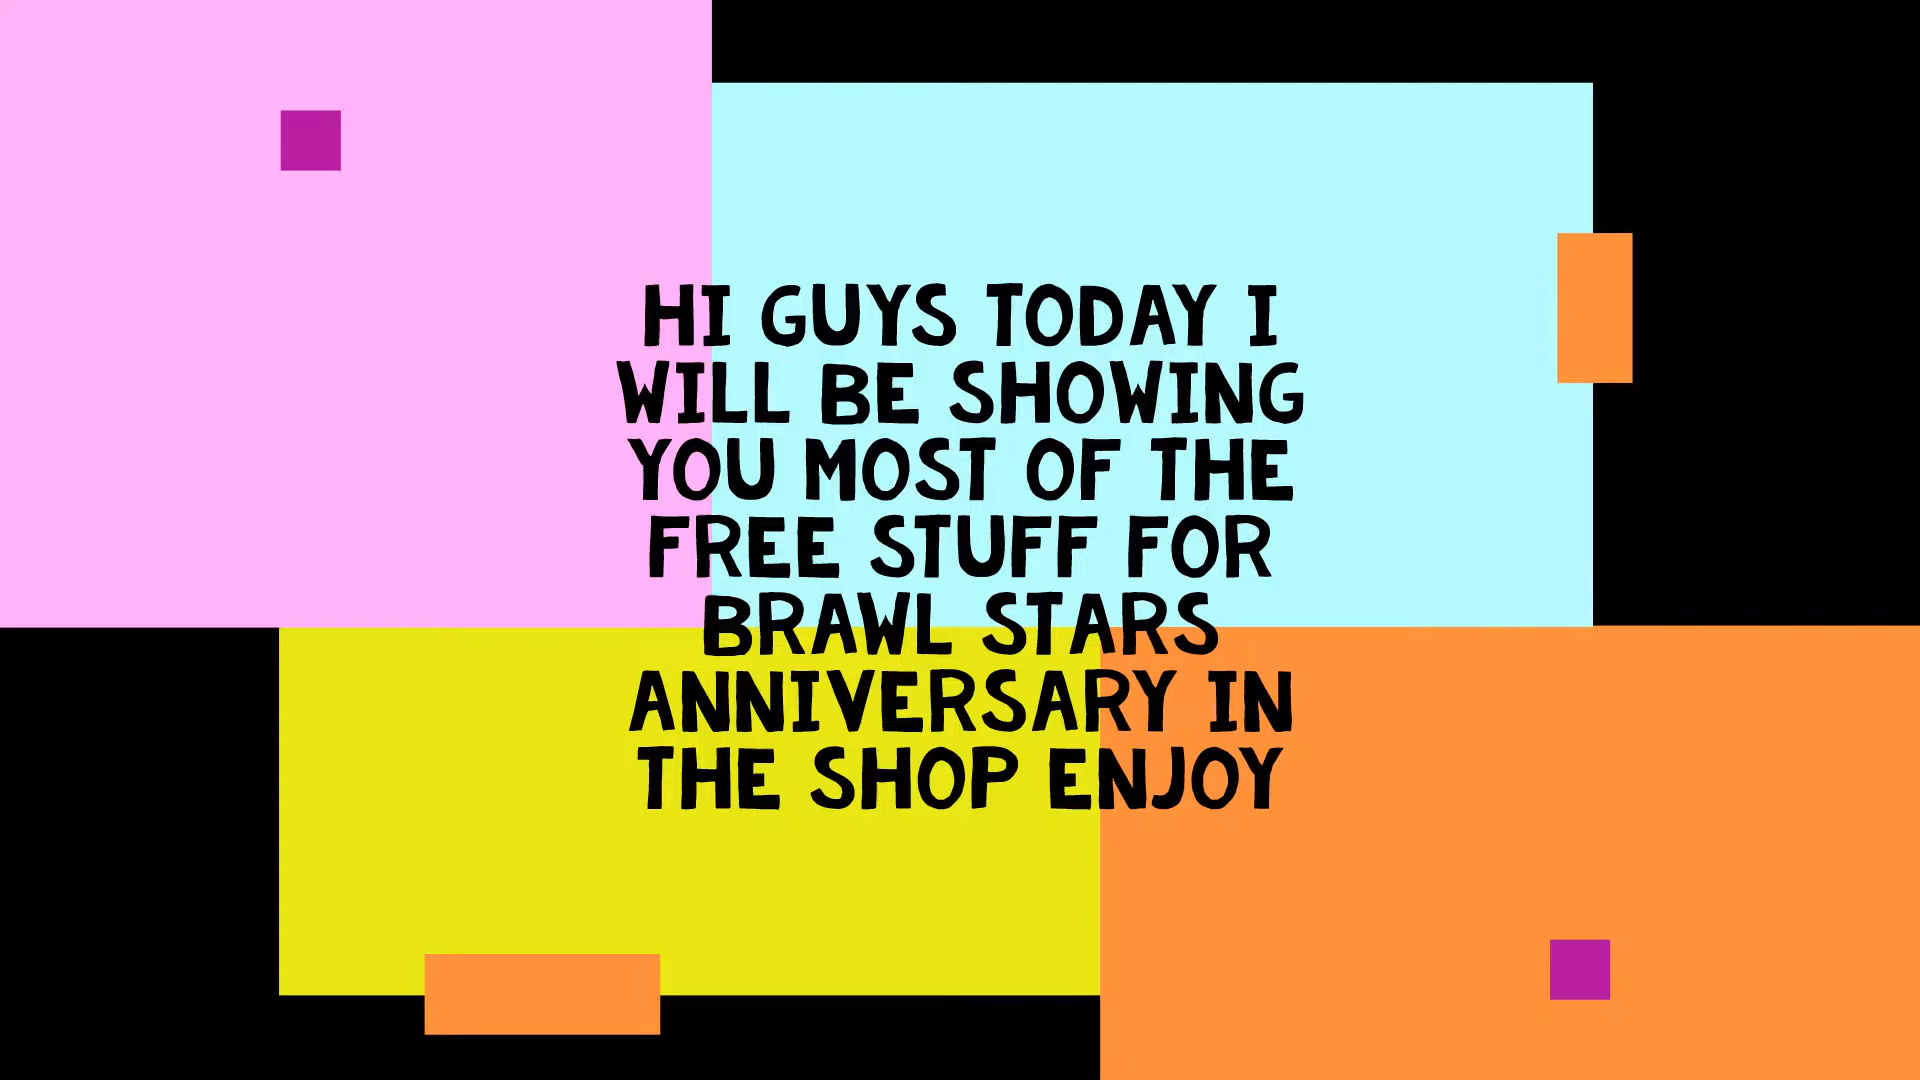 HI GUYS TODAY I
WILL BE SHOWING
YOU MOST OF THE
FREE STUFF FOR
BRAWL STARS
ANNIVERSARY IN
THE SHOP ENJOY